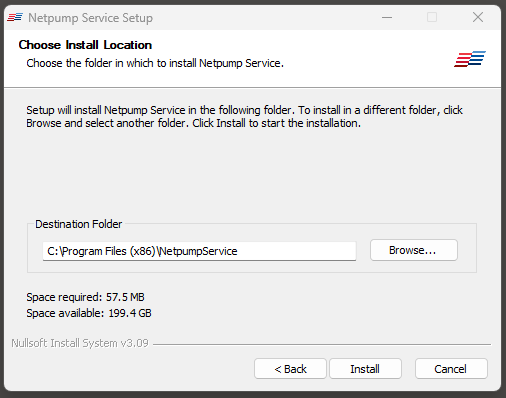 Netpump Service Setup
Choose Install Location
Choose the folder in which to install Netpump Service.
Setup will install Netpump Service in the following folder. To install in a different folder, click
Browse and select another folder. Click Install to start the installation.
Destination Folder
C:\Program Files (x86)\NetpumpService
Browse...
Space required: 57.5 MB
Space available: 199.4 GB
Nullsoft Install System v3.09
< Back
Install
Cancel